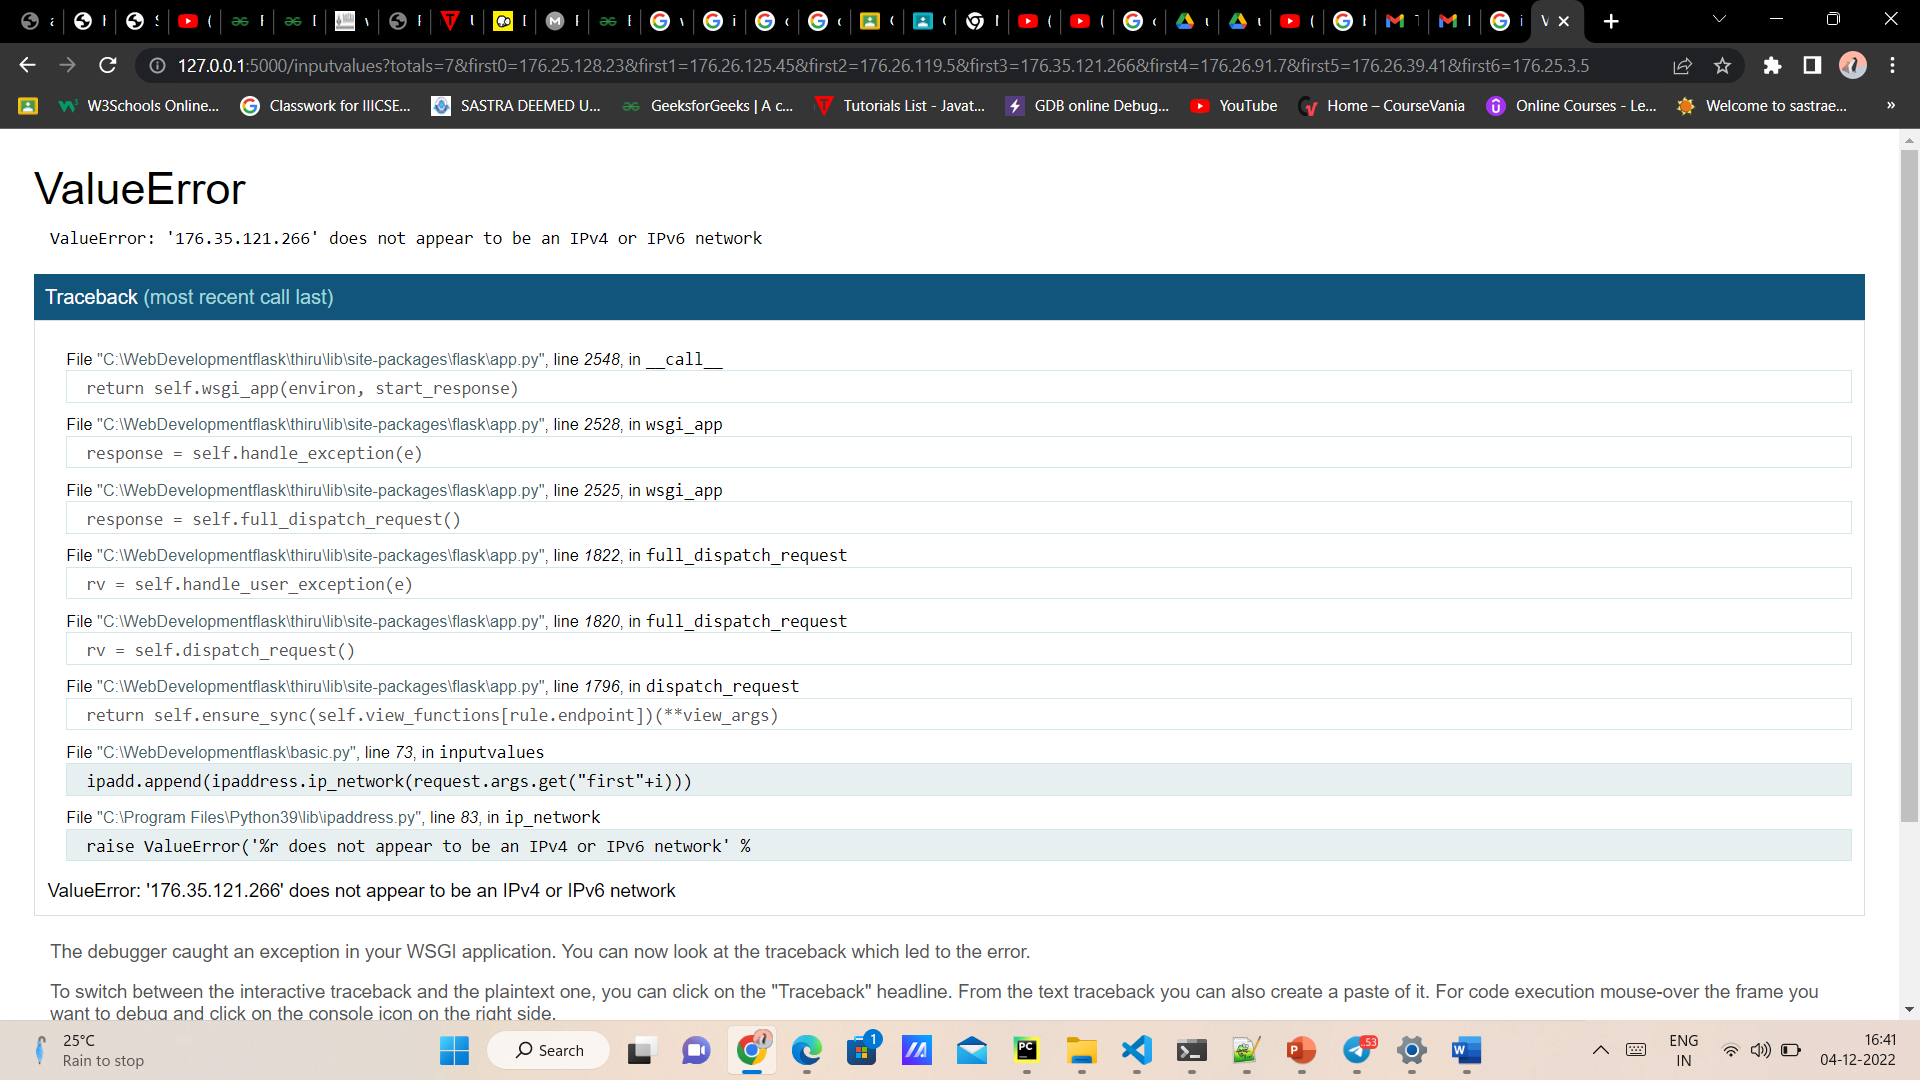 127.0.0.1:5000/inputvalues?totals=7&first0=176.25.128.23&first1=176.26.125.45&first2=176.26.119.5&first3=176.35.121.266&first4=176.26.91.7&first5=176.26.39.41&first6=176.25.3.5
W3Schools Online... Classwork for IIICSE... SASTRA DEEMED U... GeeksforGeeks | A c... Tutorials List - Javat... GDB online Debug... YouTube Home – CourseVania Online Courses - Le... Welcome to sastrae... »
ValueError
ValueError: '176.35.121.266' does not appear to be an IPv4 or IPv6 network
Traceback (most recent call last)
File "C:\WebDevelopmentflask\thiru\lib\site-packages\flask\app.py", line 2548, in __call__
return self.wsgi_app(environ, start_response)
File "C:\WebDevelopmentflask\thiru\lib\site-packages\flask\app.py", line 2528, in wsgi_app
response = self.handle_exception(e)
File "C:\WebDevelopmentflask\thiru\lib\site-packages\flask\app.py", line 2525, in wsgi_app
response = self.full_dispatch_request()
File "C:\WebDevelopmentflask\thiru\lib\site-packages\flask\app.py", line 1822, in full_dispatch_request
rv = self.handle_user_exception(e)
File "C:\WebDevelopmentflask\thiru\lib\site-packages\flask\app.py", line 1820, in full_dispatch_request
rv = self.dispatch_request()
File "C:\WebDevelopmentflask\thiru\lib\site-packages\flask\app.py", line 1796, in dispatch_request
return self.ensure_sync(self.view_functions[rule.endpoint])(**view_args)
File "C:\WebDevelopmentflask\basic.py", line 73, in inputvalues
ipadd.append(ipaddress.ip_network(request.args.get("first"+i)))
File "C:\Program Files\Python39\lib\ipaddress.py", line 83, in ip_network
raise ValueError('%r does not appear to be an IPv4 or IPv6 network' %
ValueError: '176.35.121.266' does not appear to be an IPv4 or IPv6 network
The debugger caught an exception in your WSGI application. You can now look at the traceback which led to the error.
To switch between the interactive traceback and the plaintext one, you can click on the "Traceback" headline. From the text traceback you can also create a paste of it. For code execution mouse-over the frame you
want to debug and click on the console icon on the right side.
25°C
Rain to stop
Search
1
53
ENG
IN
16:41
04-12-2022